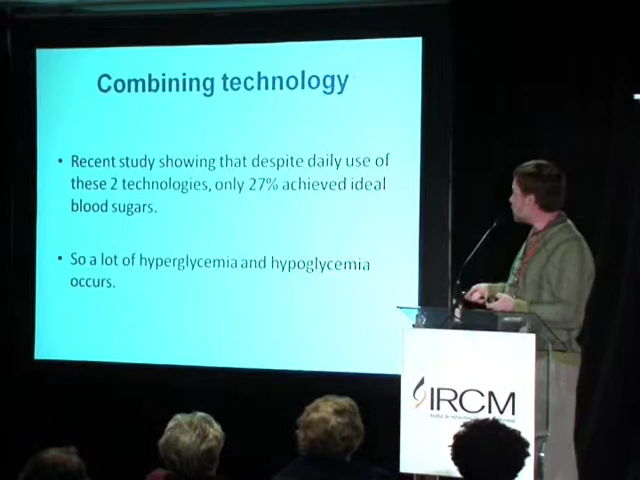 Combining technology
• Recent study showing that despite daily use of
these 2 technologies, only 27% achieved ideal
blood sugars.
• So a lot of hyperglycemia and hypoglycemia
occurs.
IRCM